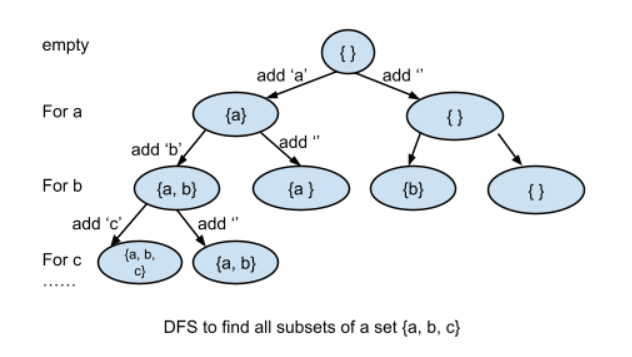 empty
{ }
add ‘a’
add ‘’
For a
{a}
{ }
add ‘b’
add ‘’
For b
{a, b}
{a }
{b}
{ }
add ‘c’
add ‘’
For c
{a, b,
c}
{a, b}
......
DFS to find all subsets of a set {a, b, c}